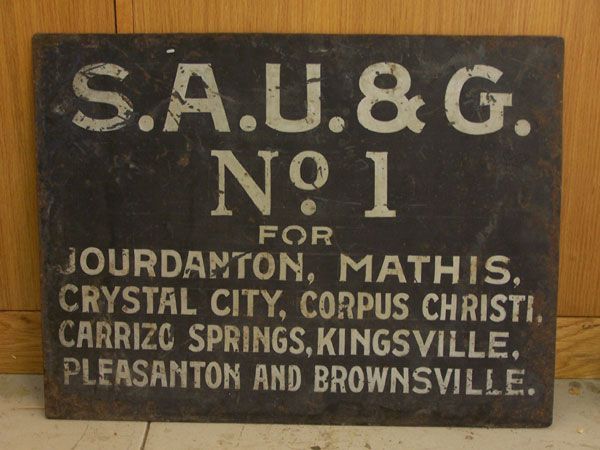 S.A.U.&G.
No. 1
FOR
JOURDANTON, MATHIS,
CRYSTAL CITY, CORPUS CHRISTI,
CARRIZO SPRINGS, KINGSVILLE,
PLEASANTON AND BROWNSVILLE.